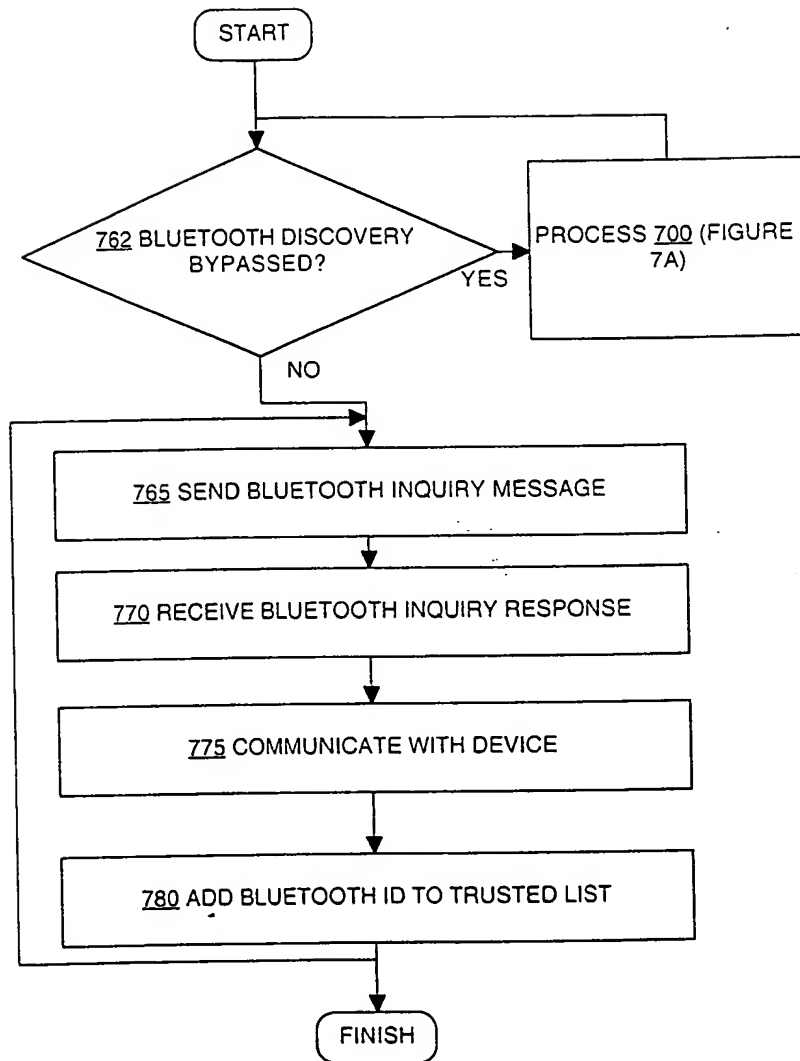 START
762 BLUETOOTH DISCOVERY
BYPASSED?
PROCESS 700 (FIGURE
7A)
YES
NO
765 SEND BLUETOOTH INQUIRY MESSAGE
770 RECEIVE BLUETOOTH INQUIRY RESPONSE
775 COMMUNICATE WITH DEVICE
780 ADD BLUETOOTH ID TO TRUSTED LIST
FINISH